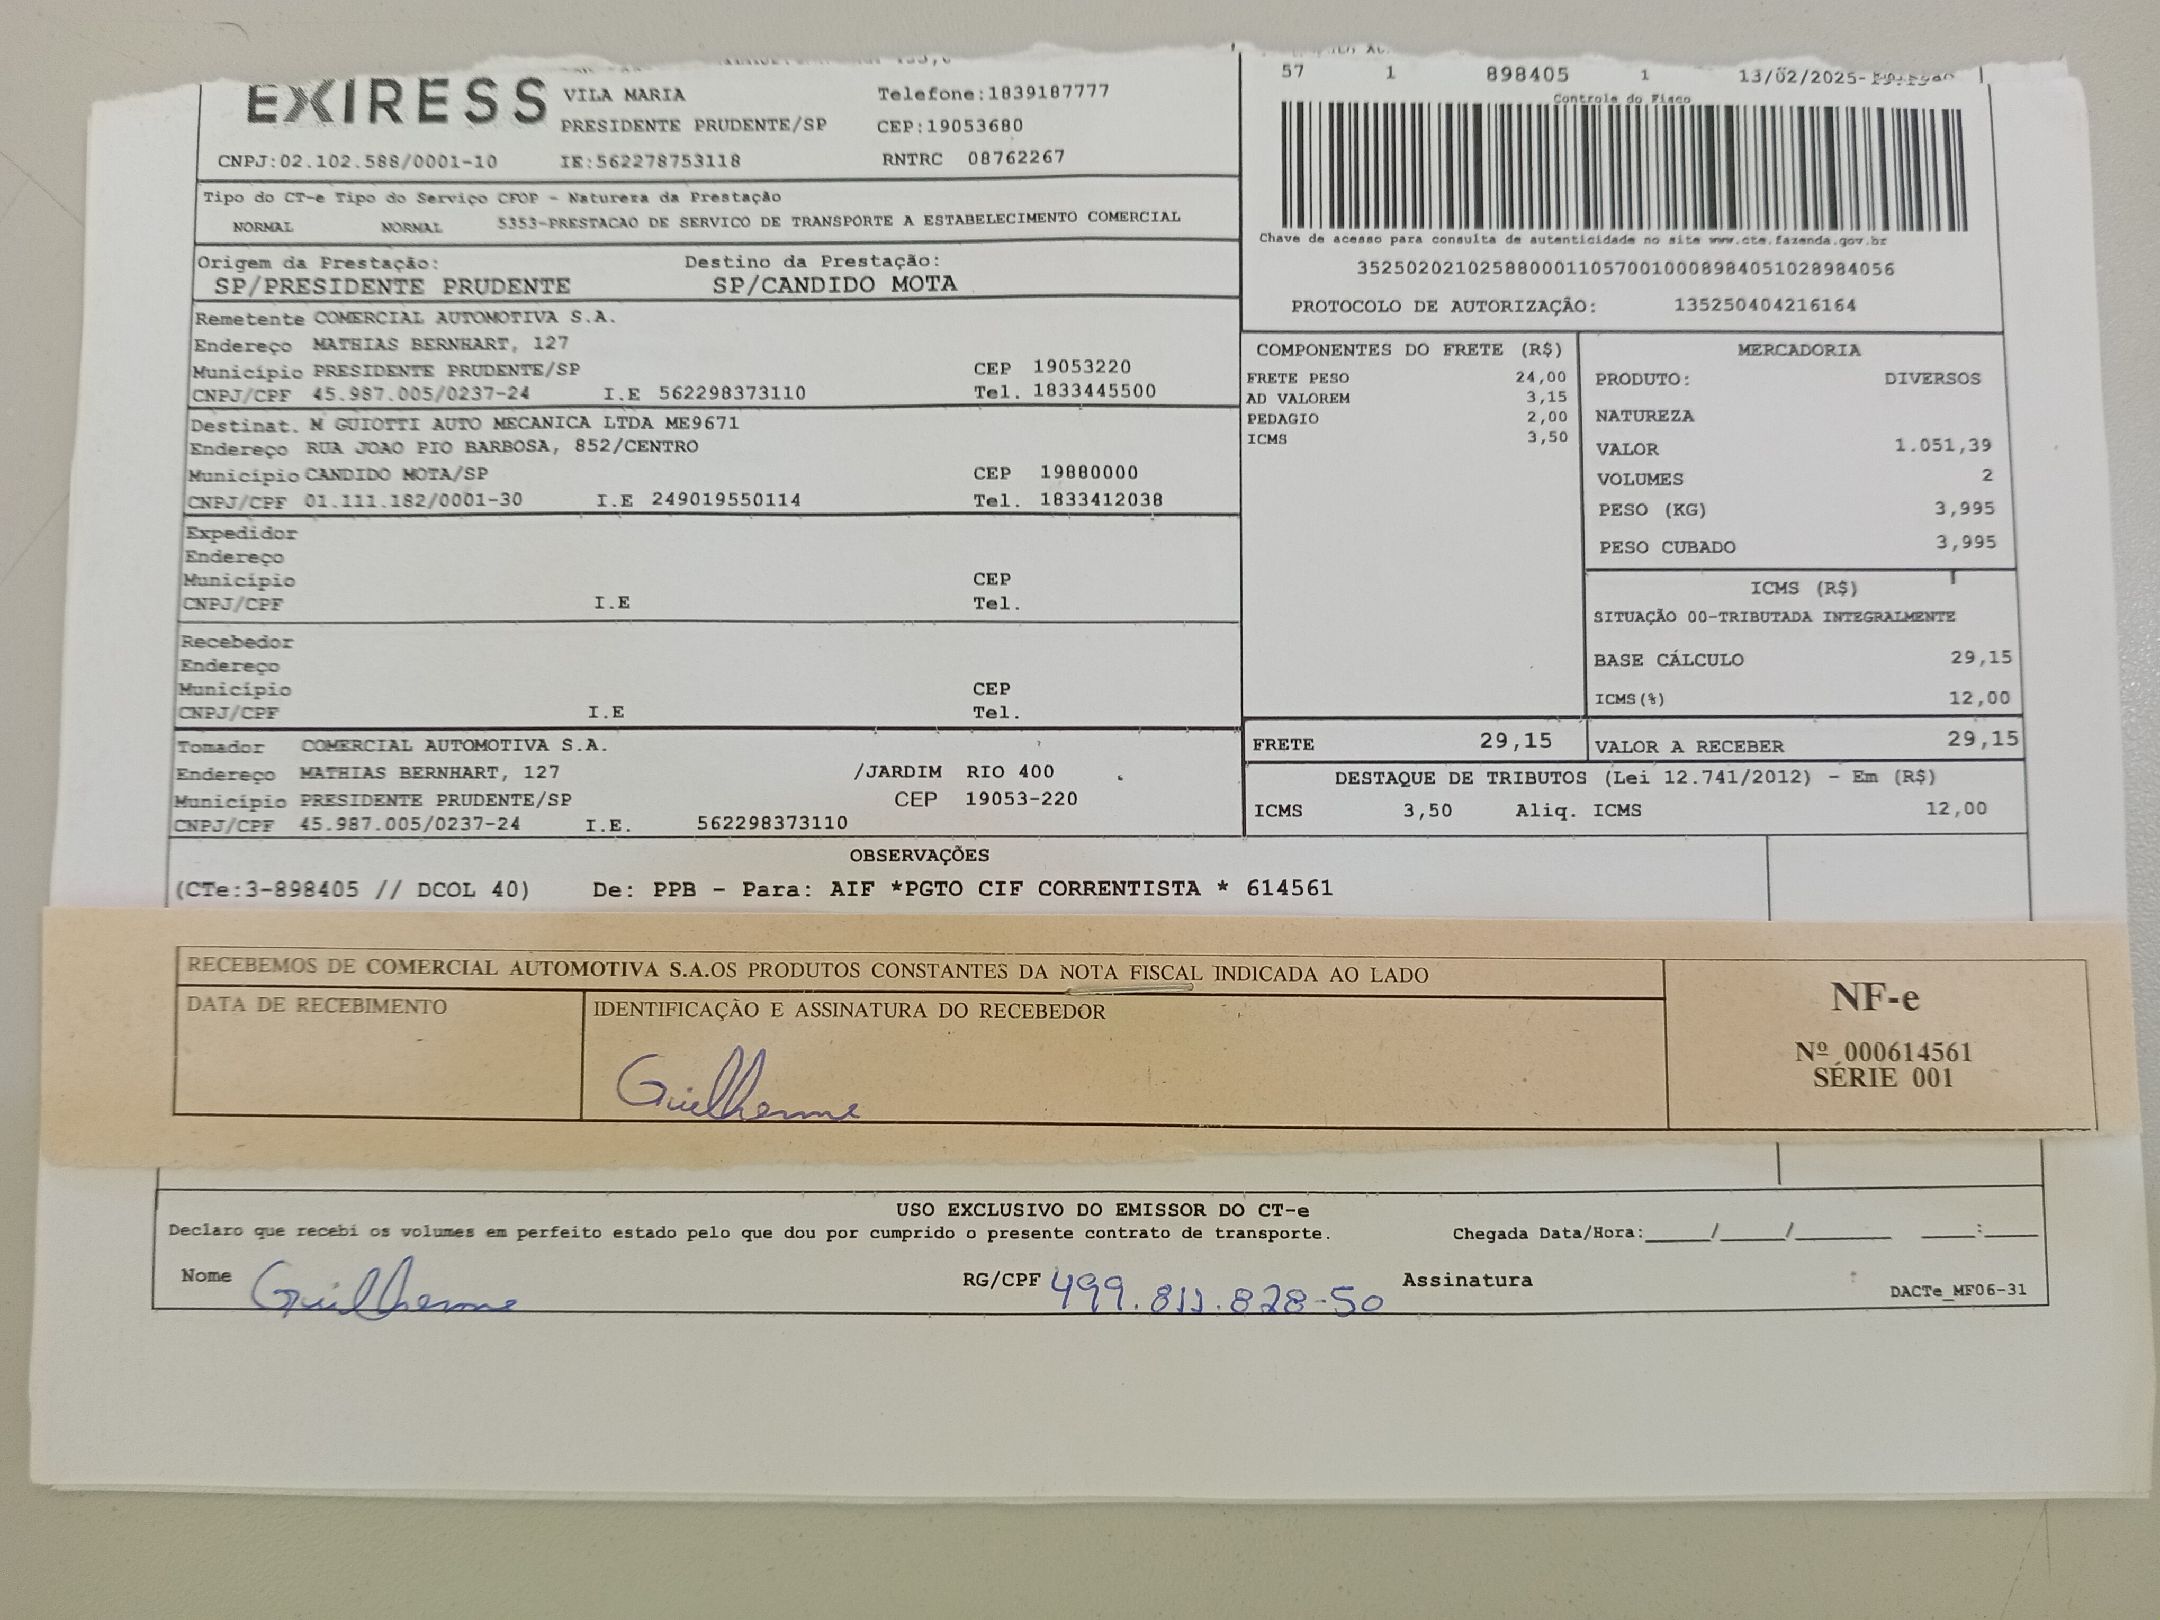 EXIRESS
VILA MARIA Telefone:1839187777
PRESIDENTE PRUDENTE/SP CEP:19053680
CNPJ:02.102.588/0001-10 IE:562278753118 RNTRC 08762267
57 1 898405 1 13/02/2025-
Controle do Fisco
Tipo do CT-e Tipo do Serviço CFOP - Natureza da Prestação
NORMAL NORMAL 5353-PRESTACAO DE SERVICO DE TRANSPORTE A ESTABELECIMENTO COMERCIAL
Chave de acesso para consulta de autenticidade no site www.cte.fazenda.gov.br
35250202102588000110570010008984051028984056
PROTOCOLO DE AUTORIZAÇÃO: 135250404216164
Origem da Prestação: Destino da Prestação:
SP/PRESIDENTE PRUDENTE SP/CANDIDO MOTA
Remetente COMERCIAL AUTOMOTIVA S.A.
Endereço MATHIAS BERNHART, 127
Município PRESIDENTE PRUDENTE/SP CEP 19053220
CNPJ/CPF 45.987.005/0237-24 I.E 562298373110 Tel. 1833445500
Destinat. M GUIOTTI AUTO MECANICA LTDA ME9671
Endereço RUA JOAO PIO BARBOSA, 852/CENTRO
Município CANDIDO MOTA/SP CEP 19880000
CNPJ/CPF 01.111.182/0001-30 I.E 249019550114 Tel. 1833412038
Expedidor
Endereço
Município CEP
CNPJ/CPF I.E Tel.
Recebedor
Endereço
Município CEP
CNPJ/CPF I.E Tel.
Tomador COMERCIAL AUTOMOTIVA S.A.
Endereço MATHIAS BERNHART, 127 /JARDIM RIO 400
Município PRESIDENTE PRUDENTE/SP CEP 19053-220
CNPJ/CPF 45.987.005/0237-24 I.E. 562298373110
COMPONENTES DO FRETE (R$)
FRETE PESO 24,00
AD VALOREM 3,15
PEDAGIO 2,00
ICMS 3,50
MERCADORIA
PRODUTO: DIVERSOS
NATUREZA
VALOR 1.051,39
VOLUMES 2
PESO (KG) 3,995
PESO CUBADO 3,995
ICMS (R$)
SITUAÇÃO 00-TRIBUTADA INTEGRALMENTE
BASE CÁLCULO 29,15
ICMS(%) 12,00
FRETE 29,15 VALOR A RECEBER 29,15
DESTAQUE DE TRIBUTOS (Lei 12.741/2012) - Em (R$)
ICMS 3,50 Aliq. ICMS 12,00
OBSERVAÇÕES
(CTe:3-898405 // DCOL 40) De: PPB - Para: AIF *PGTO CIF CORRENTISTA * 614561
RECEBEMOS DE COMERCIAL AUTOMOTIVA S.A.OS PRODUTOS CONSTANTES DA NOTA FISCAL INDICADA AO LADO
DATA DE RECEBIMENTO IDENTIFICAÇÃO E ASSINATURA DO RECEBEDOR
Guilherme
NF-e
Nº 000614561
SÉRIE 001
USO EXCLUSIVO DO EMISSOR DO CT-e
Declaro que recebi os volumes em perfeito estado pelo que dou por cumprido o presente contrato de transporte. Chegada Data/Hora:____/____/______ ____:____
Nome Guilherme RG/CPF 499.811.828-50 Assinatura
DACTe_MF06-31